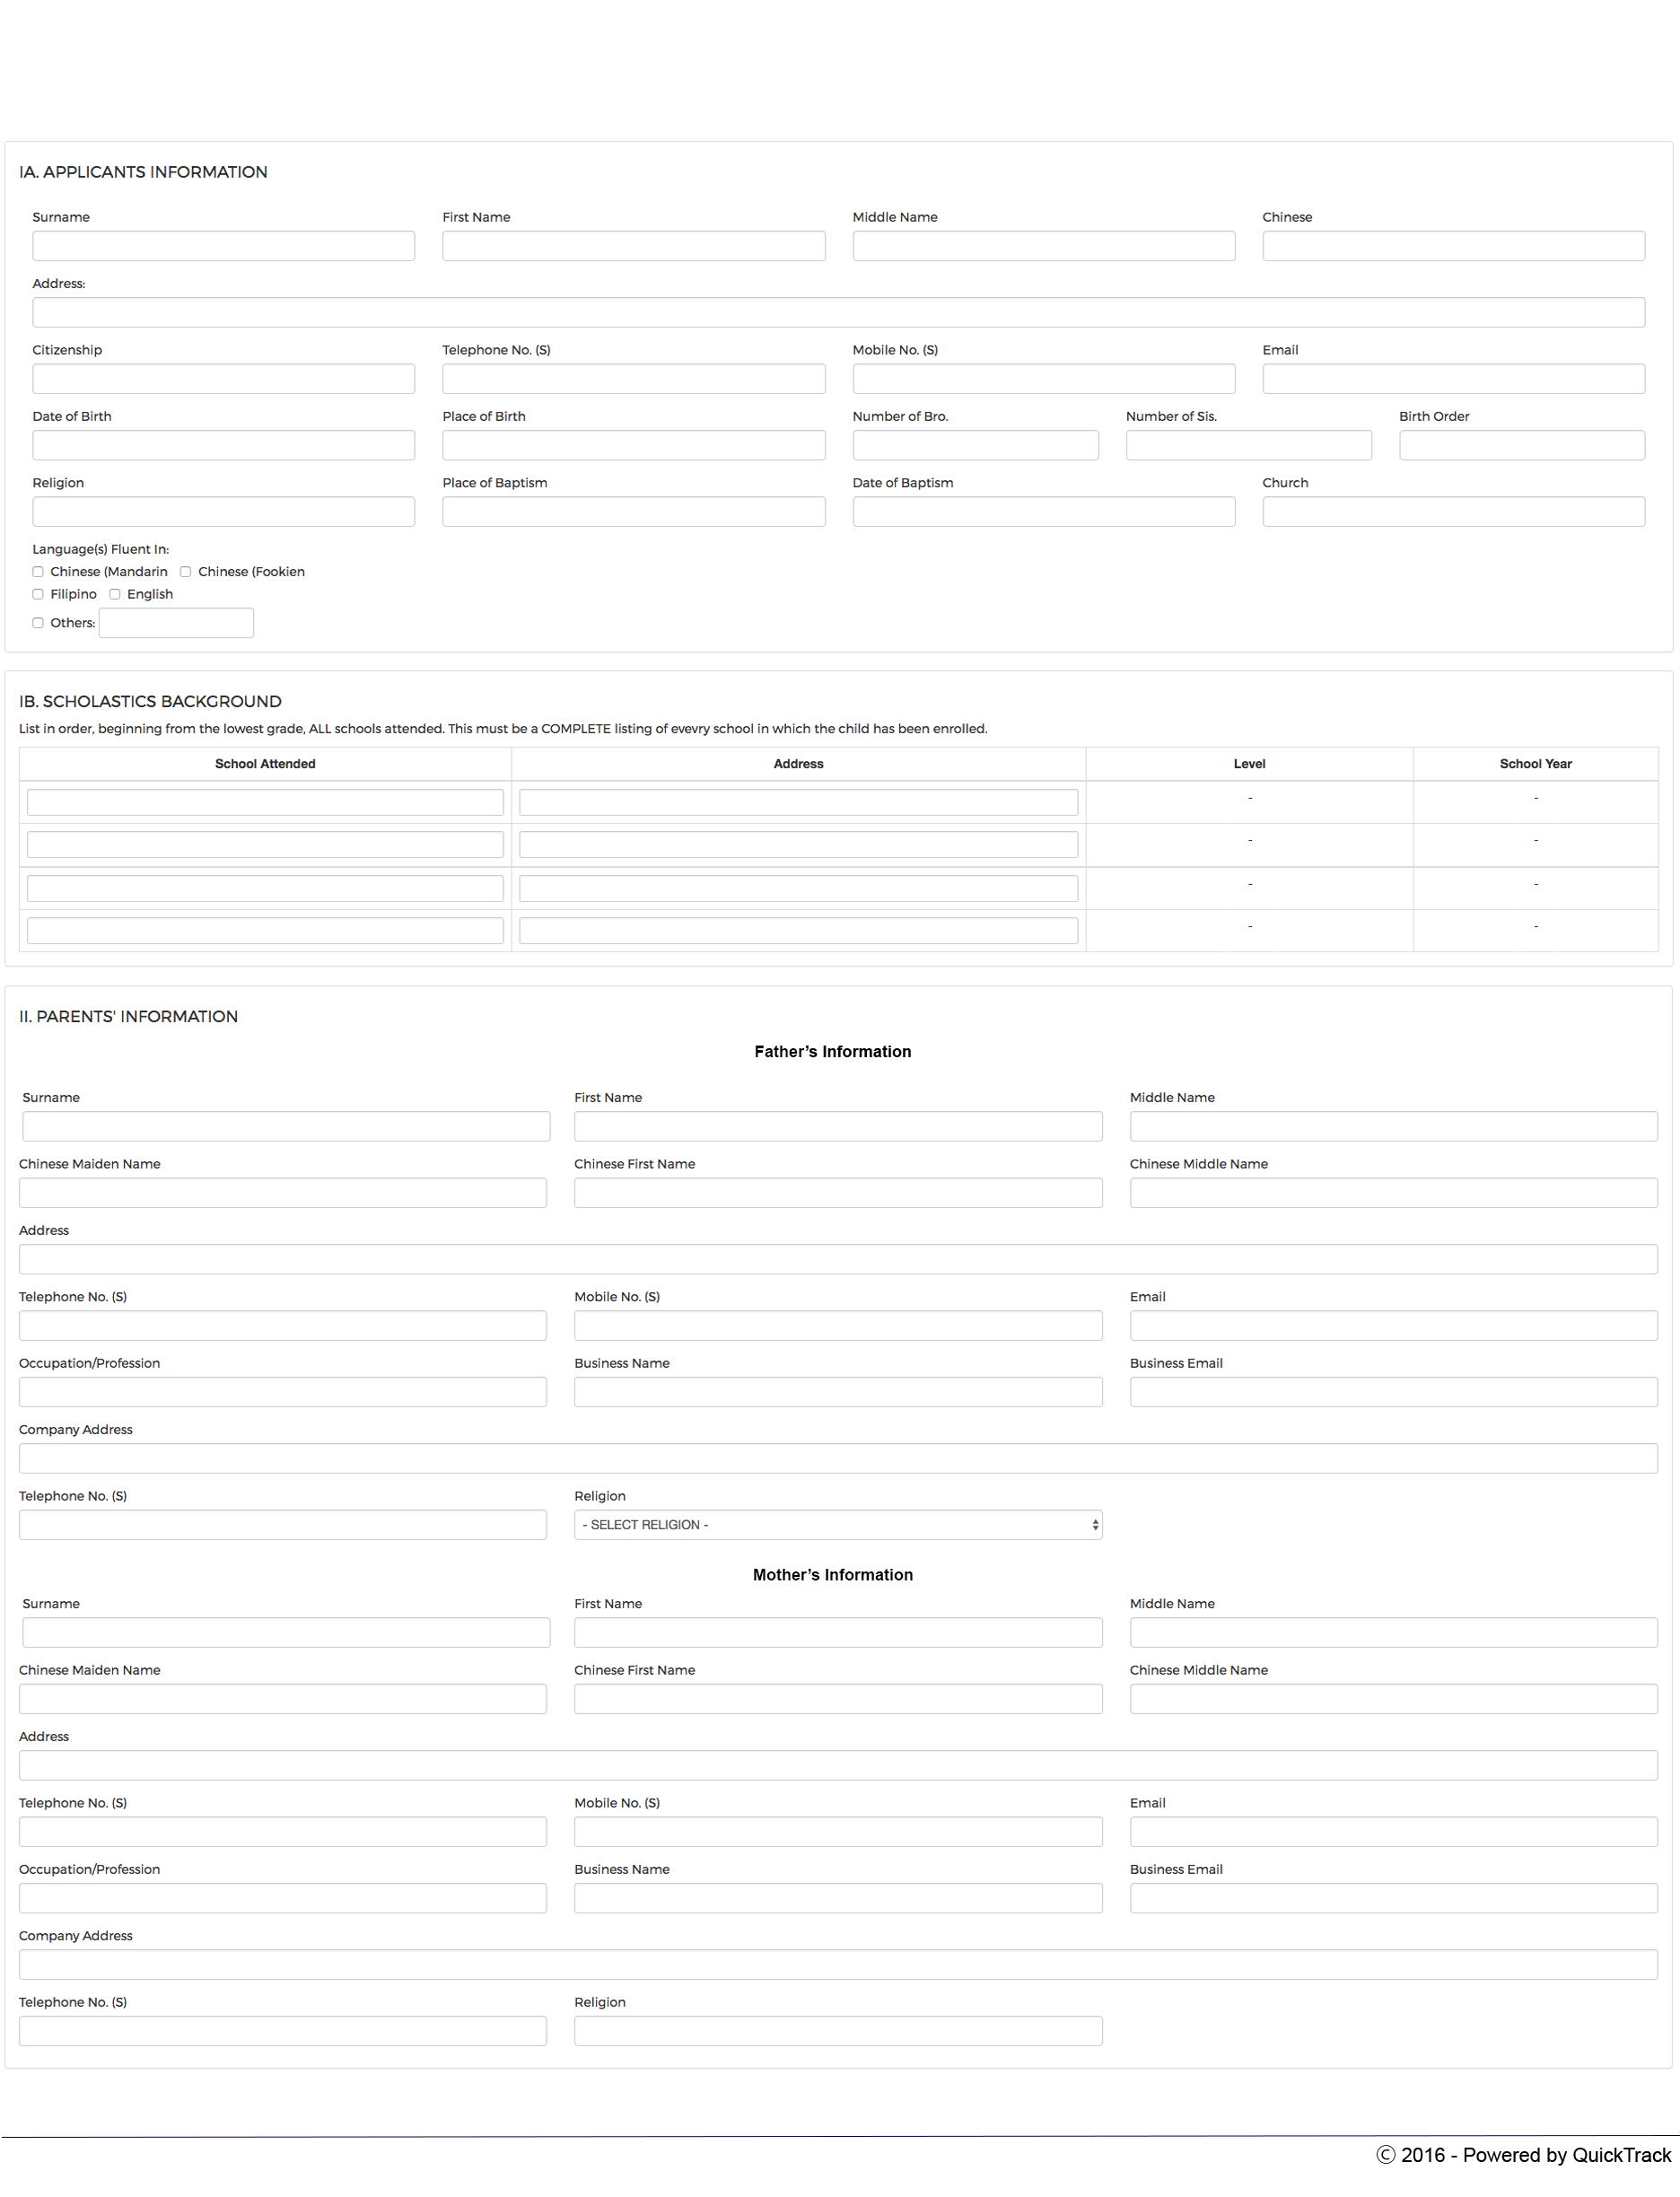 IA. APPLICANTS INFORMATION
Surname First Name Middle Name Chinese
Address:
Citizenship Telephone No. (S) Mobile No. (S) Email
Date of Birth Place of Birth Number of Bro. Number of Sis. Birth Order
Religion Place of Baptism Date of Baptism Church
Language(s) Fluent In:
Chinese (Mandarin Chinese (Fookien
Filipino English
Others:
IB. SCHOLASTICS BACKGROUND
List in order, beginning from the lowest grade, ALL schools attended. This must be a COMPLETE listing of evevry school in which the child has been enrolled.
School Attended Address Level School Year
- -
- -
- -
- -
II. PARENTS' INFORMATION
Father’s Information
Surname First Name Middle Name
Chinese Maiden Name Chinese First Name Chinese Middle Name
Address
Telephone No. (S) Mobile No. (S) Email
Occupation/Profession Business Name Business Email
Company Address
Telephone No. (S) Religion
- SELECT RELIGION -
Mother’s Information
Surname First Name Middle Name
Chinese Maiden Name Chinese First Name Chinese Middle Name
Address
Telephone No. (S) Mobile No. (S) Email
Occupation/Profession Business Name Business Email
Company Address
Telephone No. (S) Religion
© 2016 - Powered by QuickTrack